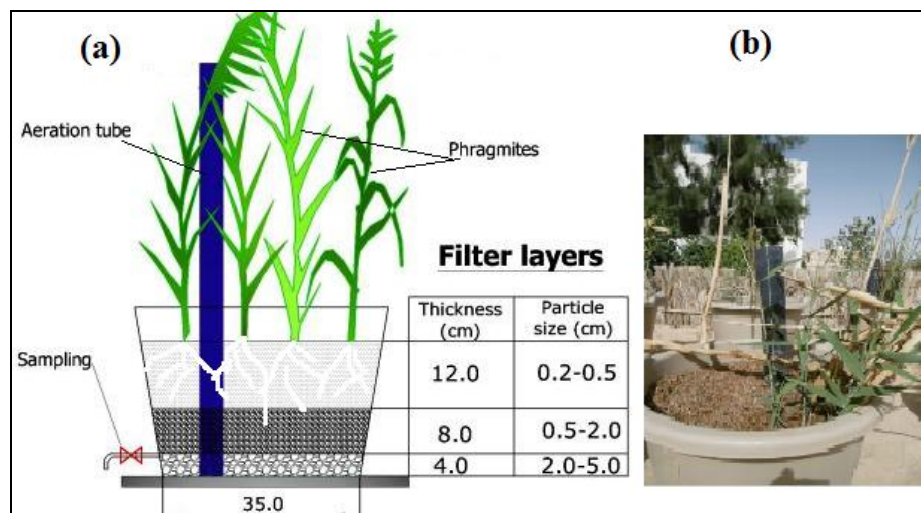 (a)
(b)
Aeration tube
Phragmites
Filter layers
Thickness
(cm)
Particle
size (cm)
Sampling
12.0
0.2-0.5
8.0
0.5-2.0
4.0
2.0-5.0
35.0